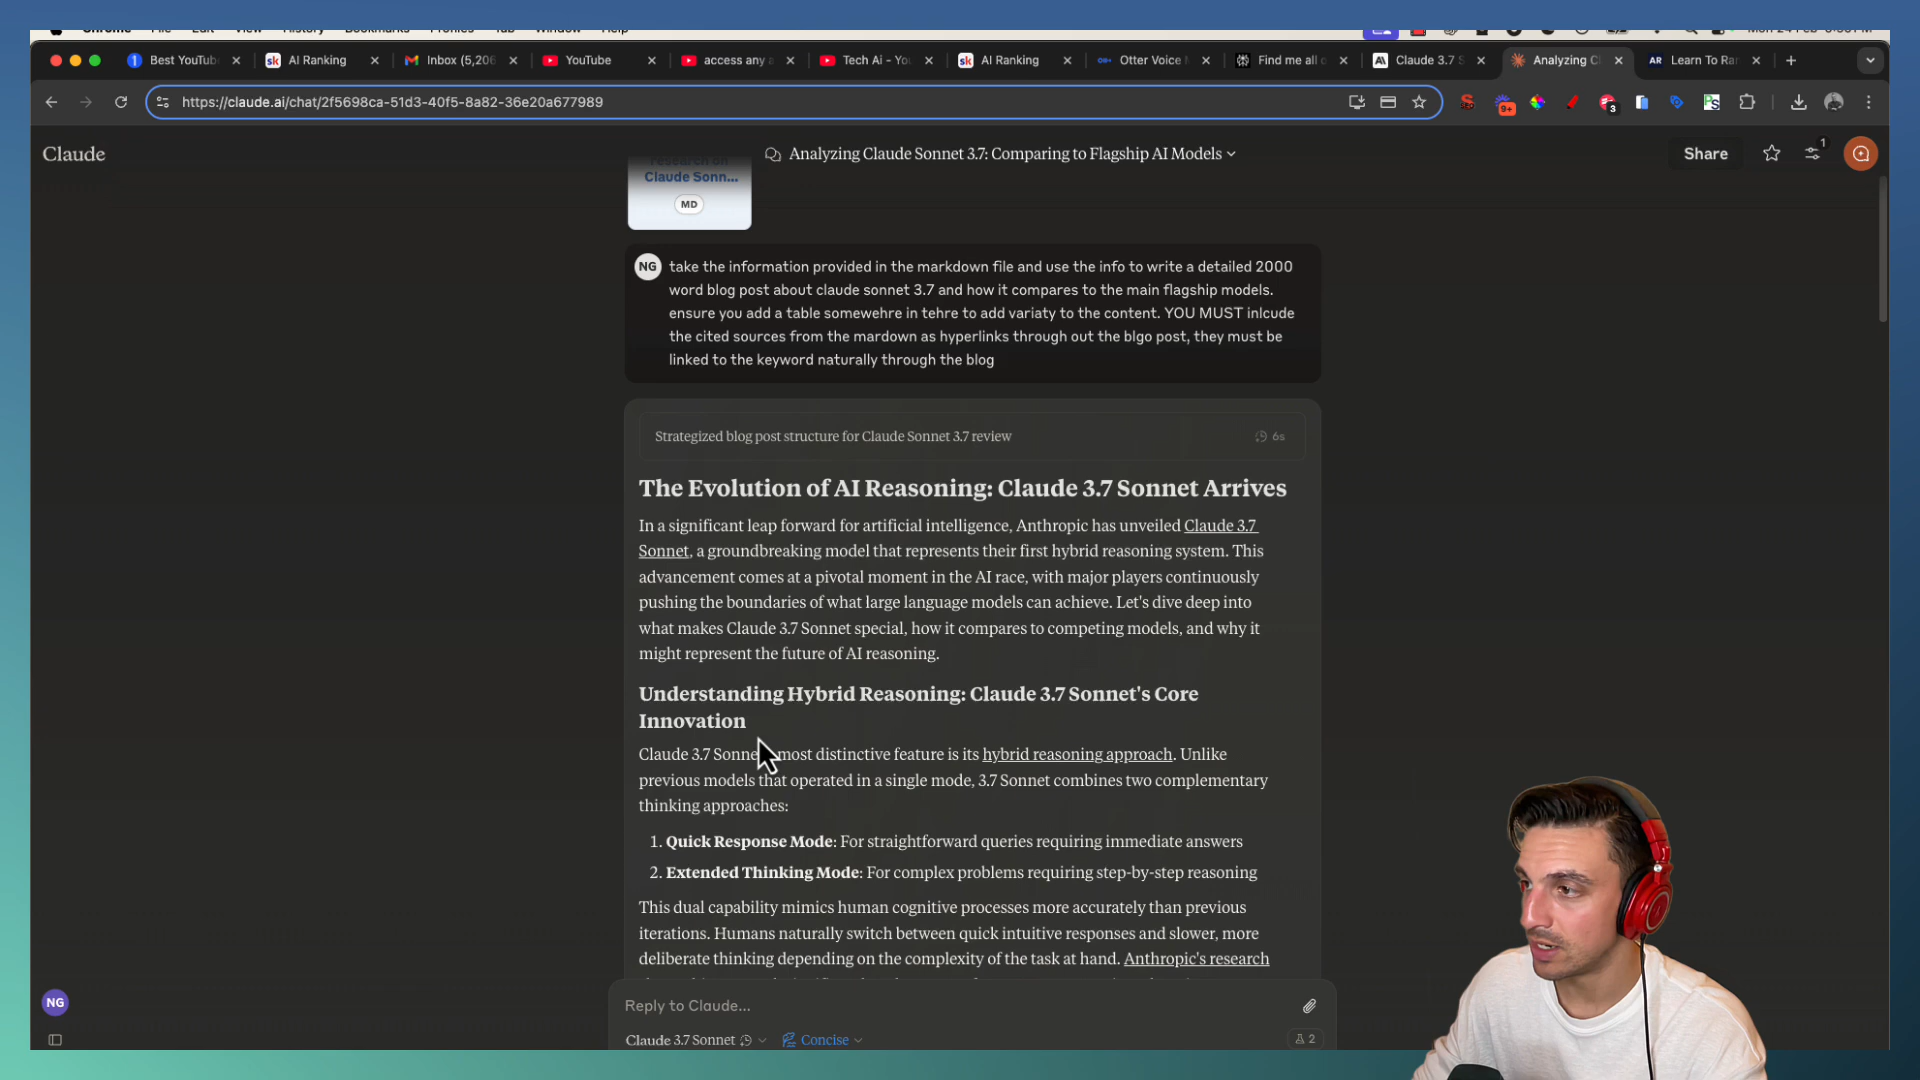 Chrome File Edit View History Bookmarks Profiles Tab Window Help
Best YouTub
AI Ranking
Inbox (5,206
YouTube
access any a
Tech Ai - You
AI Ranking
Otter Voice
Find me all
Claude 3.7 S
Analyzing Cl
Learn To Ran
https://claude.ai/chat/2f5698ca-51d3-40f5-8a82-36e20a677989
9+
3
Claude
Analyzing Claude Sonnet 3.7: Comparing to Flagship AI Models
Share
1
research on
Claude Sonn...
MD
NG
take the information provided in the markdown file and use the info to write a detailed 2000
word blog post about claude sonnet 3.7 and how it compares to the main flagship models.
ensure you add a table somewehre in tehre to add variaty to the content. YOU MUST inlcude
the cited sources from the mardown as hyperlinks through out the blgo post, they must be
linked to the keyword naturally through the blog
Strategized blog post structure for Claude Sonnet 3.7 review
6s
The Evolution of AI Reasoning: Claude 3.7 Sonnet Arrives
In a significant leap forward for artificial intelligence, Anthropic has unveiled Claude 3.7
Sonnet, a groundbreaking model that represents their first hybrid reasoning system. This
advancement comes at a pivotal moment in the AI race, with major players continuously
pushing the boundaries of what large language models can achieve. Let's dive deep into
what makes Claude 3.7 Sonnet special, how it compares to competing models, and why it
might represent the future of AI reasoning.
Understanding Hybrid Reasoning: Claude 3.7 Sonnet's Core
Innovation
Claude 3.7 Sonne most distinctive feature is its hybrid reasoning approach. Unlike
previous models that operated in a single mode, 3.7 Sonnet combines two complementary
thinking approaches:
1. Quick Response Mode: For straightforward queries requiring immediate answers
2. Extended Thinking Mode: For complex problems requiring step-by-step reasoning
This dual capability mimics human cognitive processes more accurately than previous
iterations. Humans naturally switch between quick intuitive responses and slower, more
deliberate thinking depending on the complexity of the task at hand. Anthropic's research
NG
Reply to Claude...
Claude 3.7 Sonnet
Concise
2